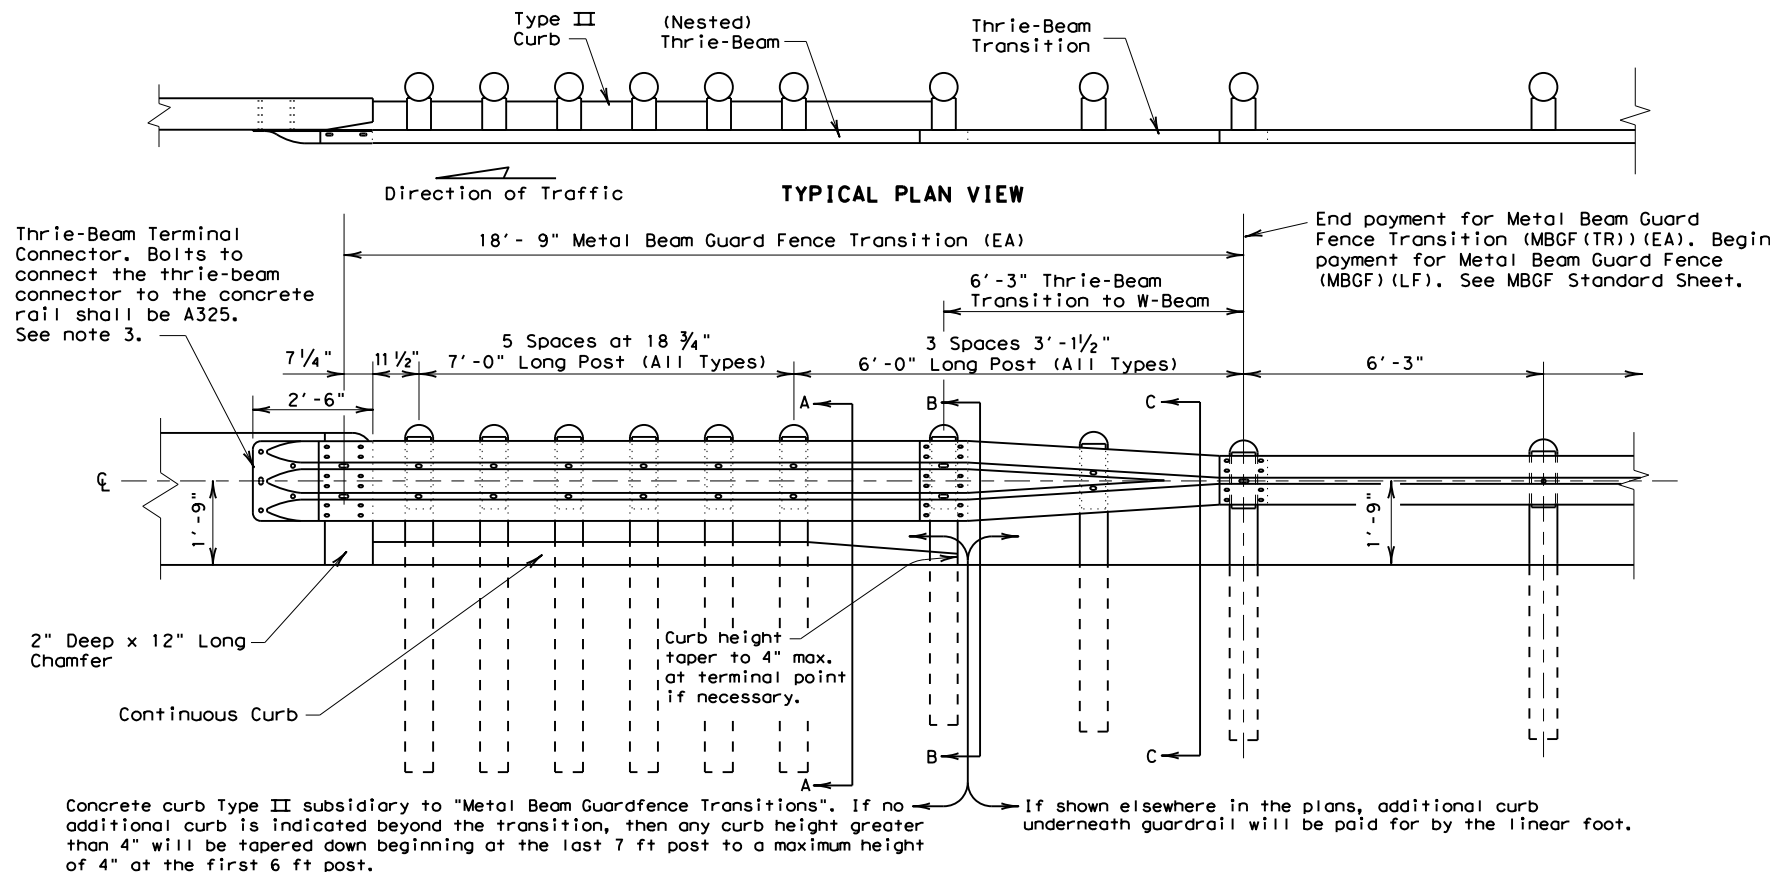 Type II
Curb
(Nested)
Thrie-Beam
Thrie-Beam
Transition
Direction of Traffic
TYPICAL PLAN VIEW
Thrie-Beam Terminal
Connector. Bolts to
connect the thrie-beam
connector to the concrete
rail shall be A325.
See note 3.
18'- 9" Metal Beam Guard Fence Transition (EA)
End payment for Metal Beam Guard
Fence Transition (MBGF(TR))(EA). Begin
payment for Metal Beam Guard Fence
(MBGF)(LF). See MBGF Standard Sheet.
6'-3" Thrie-Beam
Transition to W-Beam
7 1/4"
11 1/2"
5 Spaces at 18 3/4"
7'-0" Long Post (All Types)
3 Spaces 3'-1 1/2"
6'-0" Long Post (All Types)
6'-3"
2'-6"
A
B
C
℄
1'-9"
1'-9"
2" Deep x 12" Long
Chamfer
Continuous Curb
Curb height
taper to 4" max.
at terminal point
if necessary.
A
B
C
Concrete curb Type II subsidiary to "Metal Beam Guardfence Transitions". If no
additional curb is indicated beyond the transition, then any curb height greater
than 4" will be tapered down beginning at the last 7 ft post to a maximum height
of 4" at the first 6 ft post.
If shown elsewhere in the plans, additional curb
underneath guardrail will be paid for by the linear foot.